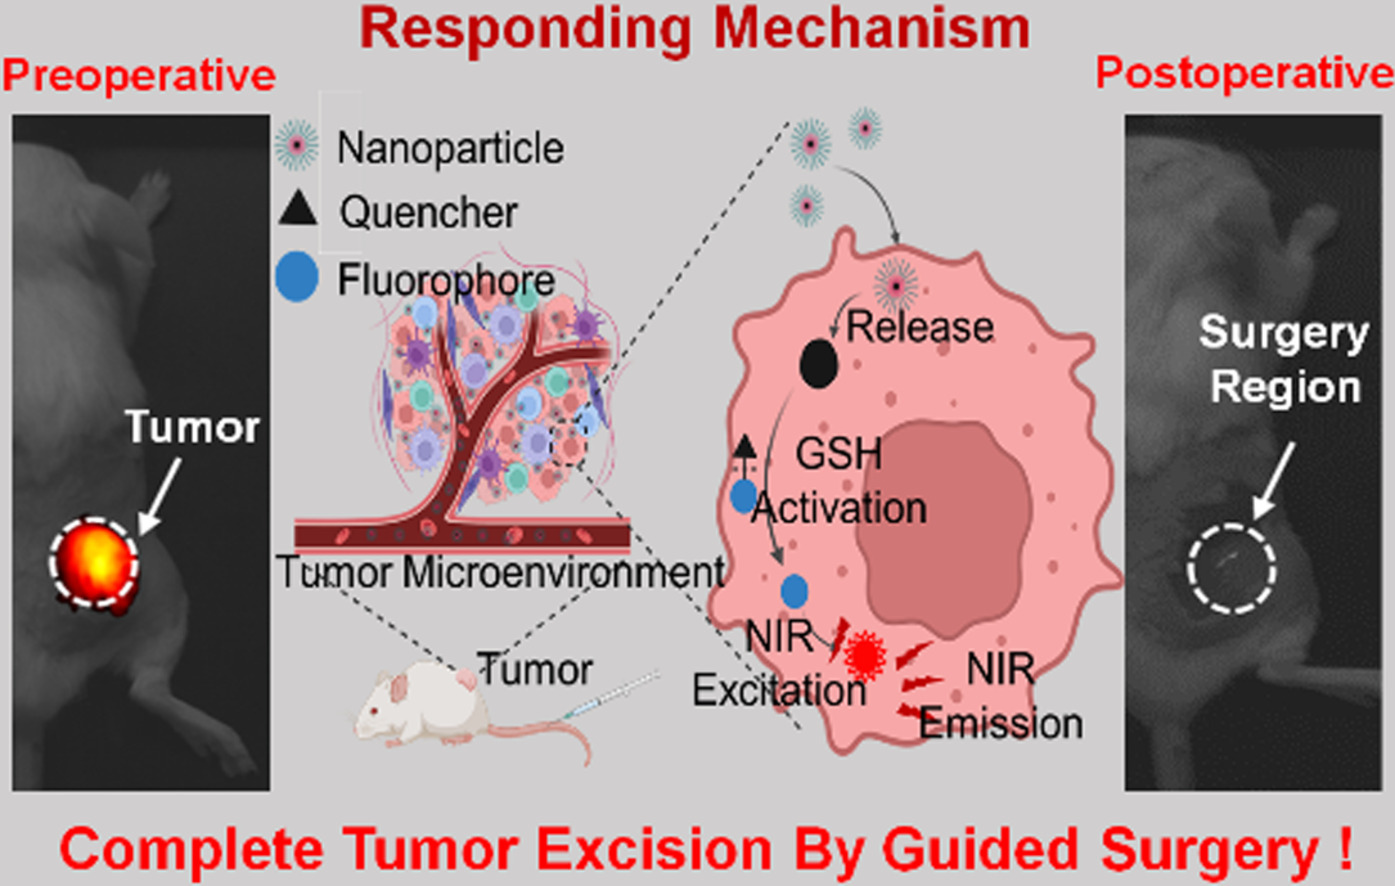 Responding Mechanism
Preoperative
Postoperative
Nanoparticle
Quencher
Fluorophore
Release
Surgery
Region
Tumor
GSH
Activation
Tumor Microenvironment
NIR
Excitation
Tumor
NIR
Emission
Complete Tumor Excision By Guided Surgery !